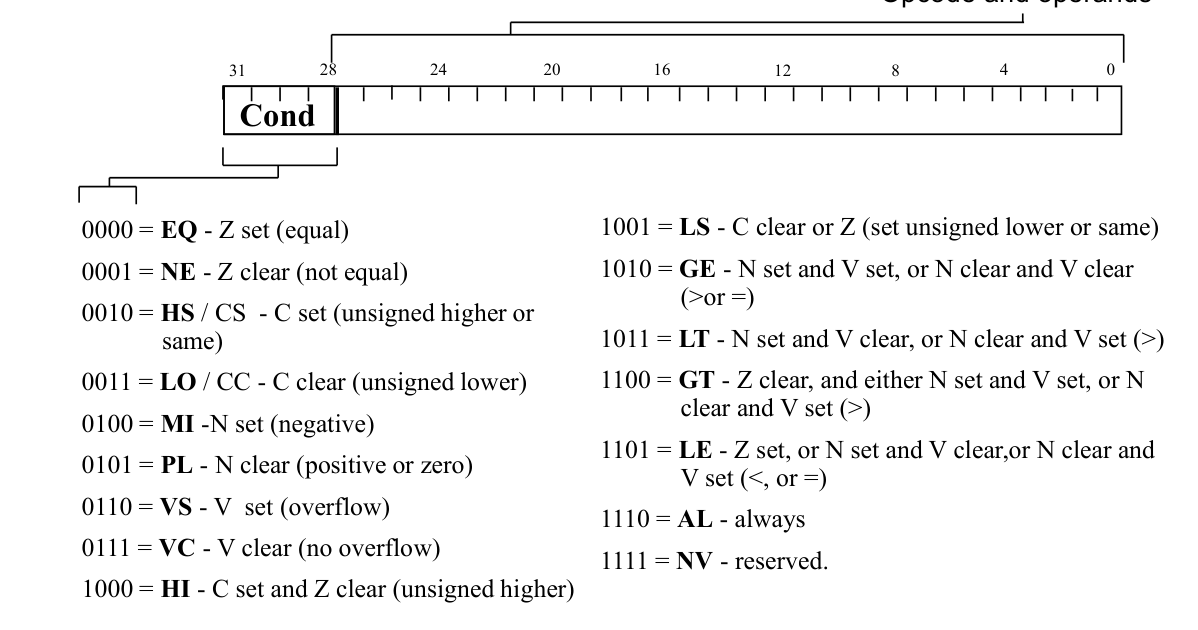 31 28 24 20 16 12 8 4 0
Cond
0000 = EQ - Z set (equal)
0001 = NE - Z clear (not equal)
0010 = HS / CS - C set (unsigned higher or
same)
0011 = LO / CC - C clear (unsigned lower)
0100 = MI -N set (negative)
0101 = PL - N clear (positive or zero)
0110 = VS - V set (overflow)
0111 = VC - V clear (no overflow)
1000 = HI - C set and Z clear (unsigned higher)
1001 = LS - C clear or Z (set unsigned lower or same)
1010 = GE - N set and V set, or N clear and V clear
(>or =)
1011 = LT - N set and V clear, or N clear and V set (>)
1100 = GT - Z clear, and either N set and V set, or N
clear and V set (>)
1101 = LE - Z set, or N set and V clear,or N clear and
V set (<, or =)
1110 = AL - always
1111 = NV - reserved.